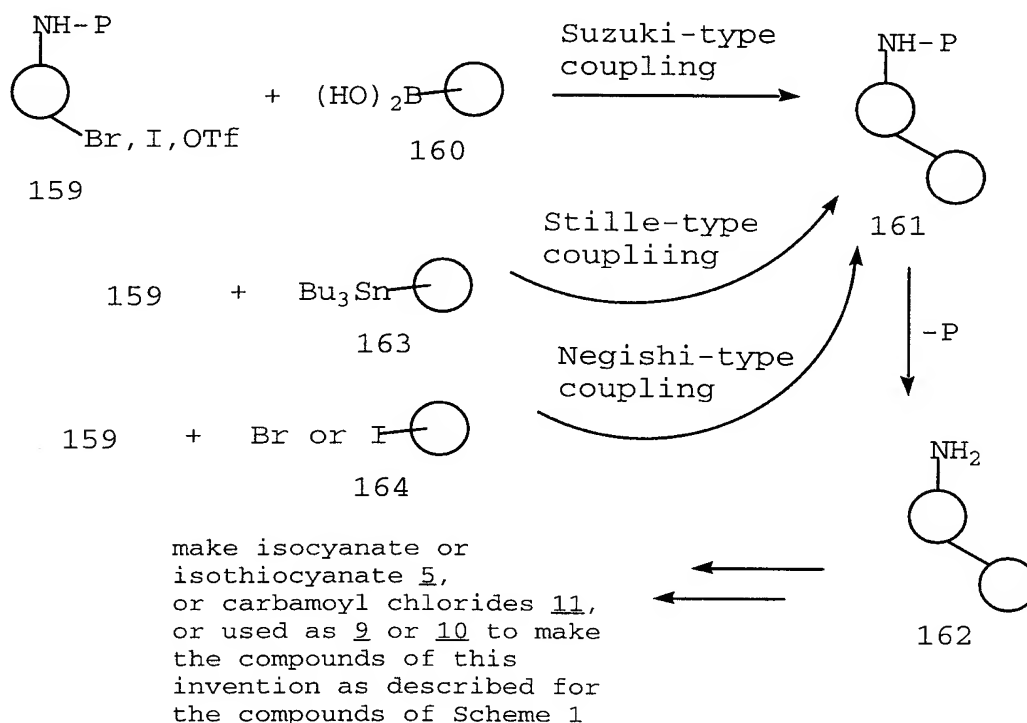 NH-P
Br, I, OTf
159
+
(HO)2B
160
Suzuki-type
coupling
NH-P
161
159
+
Bu3Sn
163
Stille-type
coupliing
-P
159
+
Br or I
164
Negishi-type
coupling
NH2
162
make isocyanate or
isothiocyanate 5,
or carbamoyl chlorides 11,
or used as 9 or 10 to make
the compounds of this
invention as described for
the compounds of Scheme 1